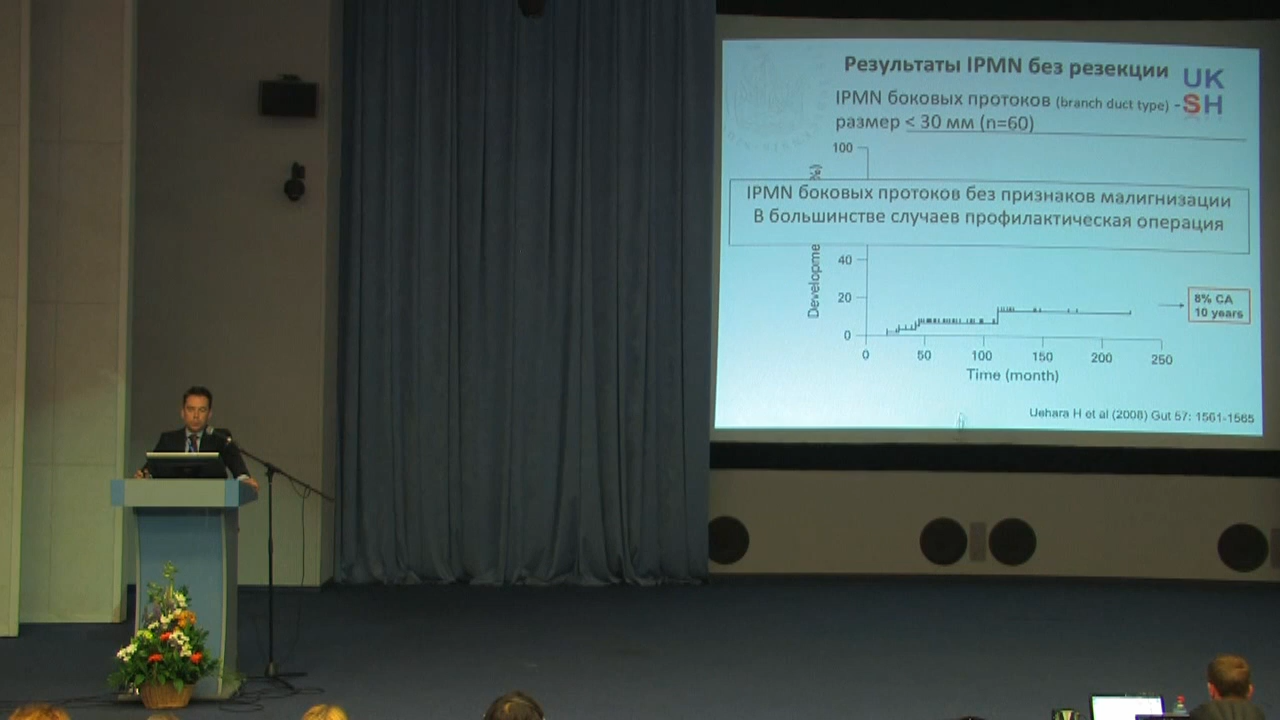 Результаты IPMN без резекции
UK
SH
IPMN боковых протоков (branch duct type) -
размер < 30 мм (n=60)
100
%)
IPMN боковых протоков без признаков малигнизации
В большинстве случаев профилактическая операция
Developme
40
20
0
0 50 100 150 200 250
Time (month)
8% CA
10 years
Uehara H et al (2008) Gut 57: 1561-1565